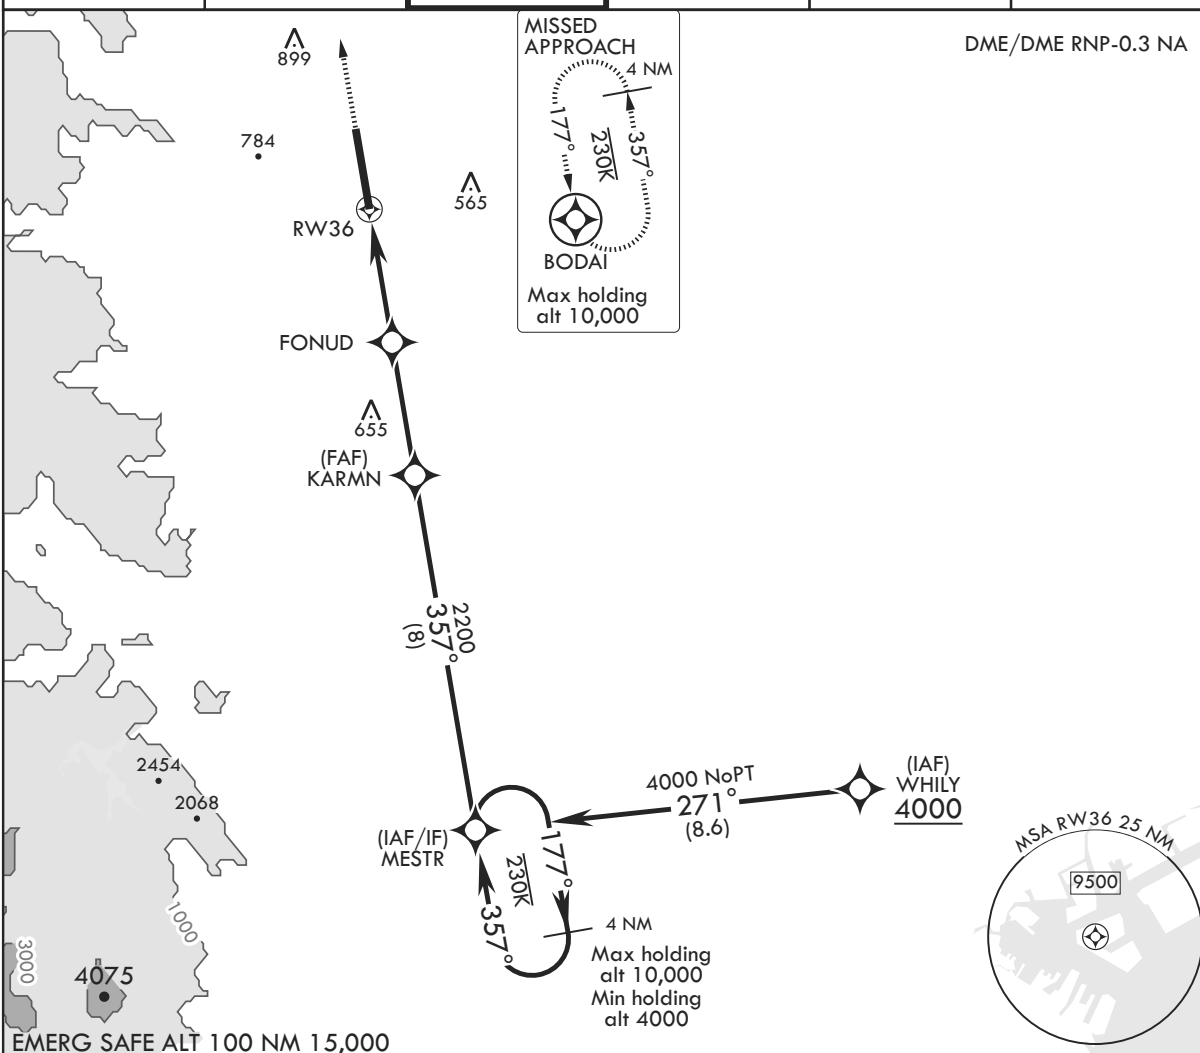 MISSED
APPROACH
4 NM
177°
230K
357°
BODAI
Max holding
alt 10,000
DME/DME RNP-0.3 NA
899
784
565
RW36
FONUD
655
(FAF)
KARMN
2200
357°
(8)
2454
2068
(IAF/IF)
MESTR
4000 NoPT
271°
(8.6)
(IAF)
WHILY
4000
177°
230K
357°
4 NM
Max holding
alt 10,000
Min holding
alt 4000
MSA RW36 25 NM
9500
1000
3000
4075
EMERG SAFE ALT 100 NM 15,000